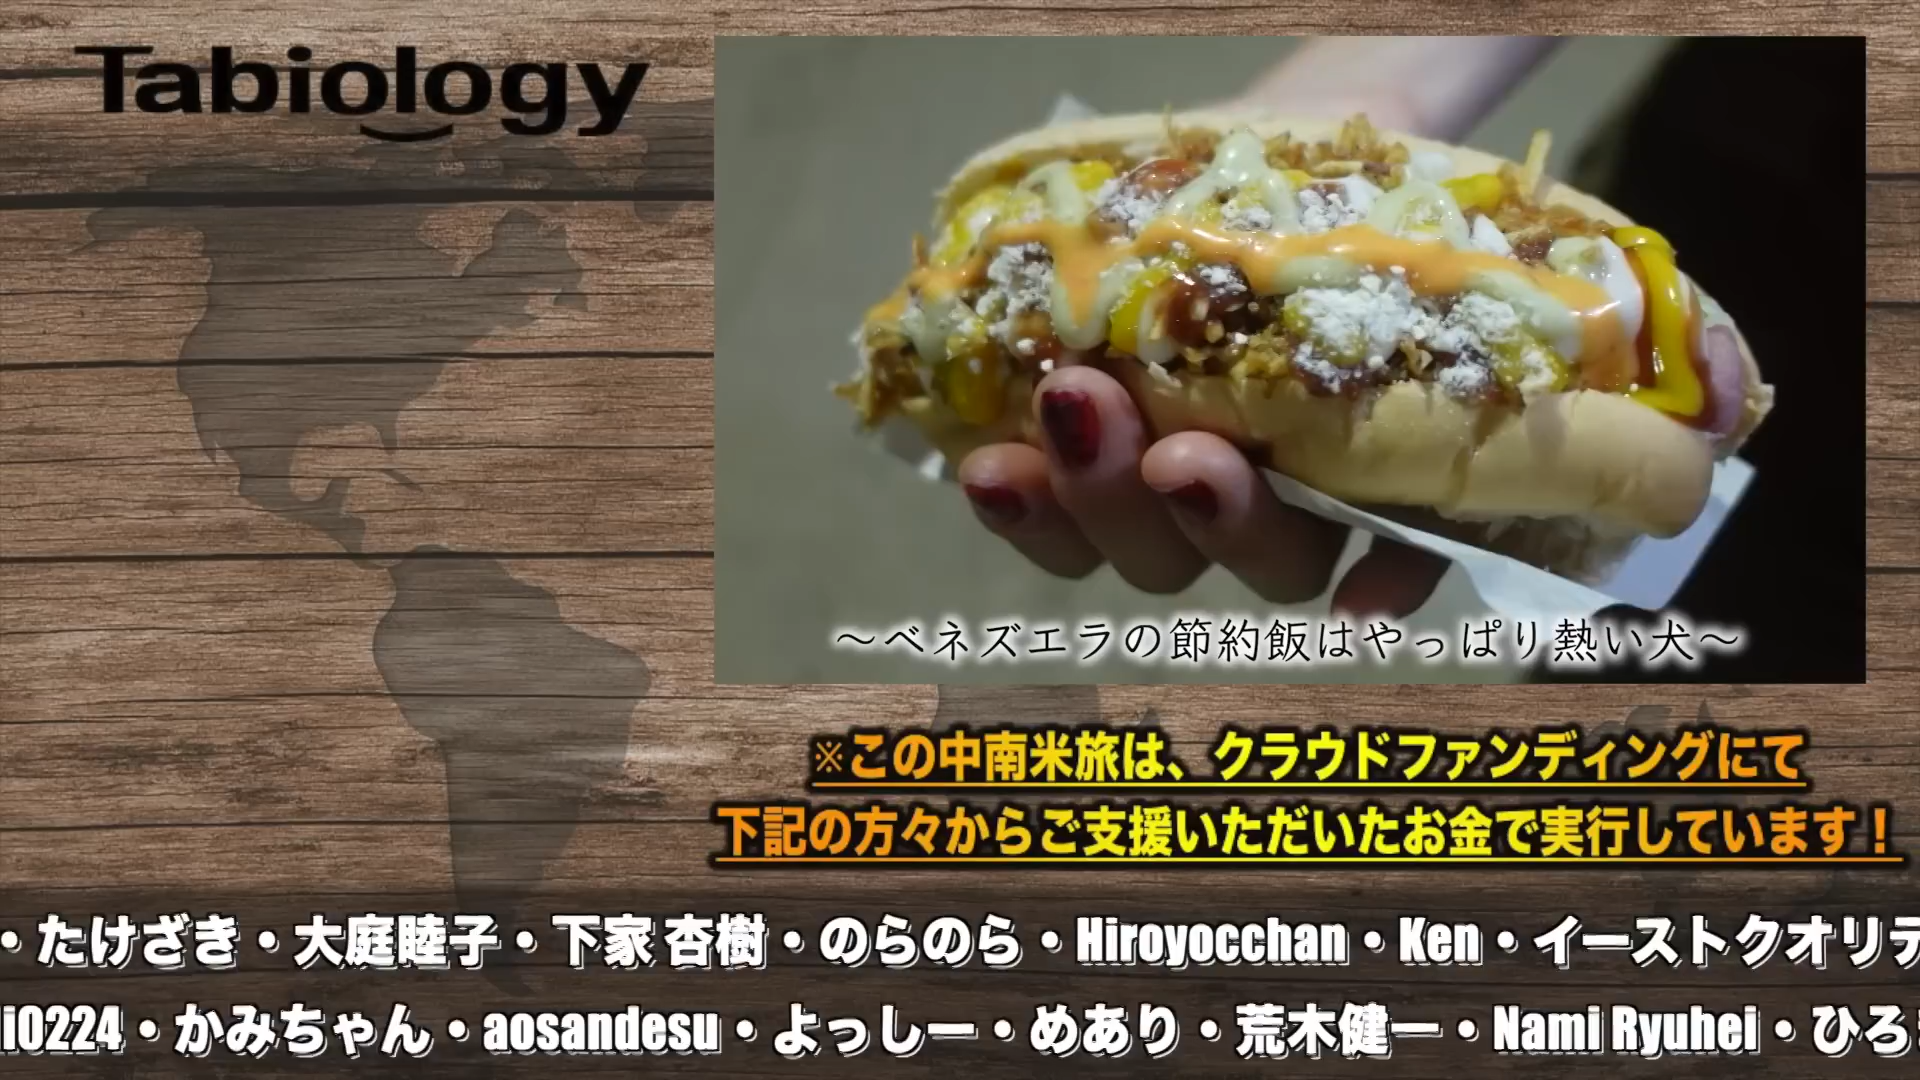 Tabiology
〜ベネズエラの節約飯はやっぱり熱い犬〜
※この中南米旅は、クラウドファンディングにて
下記の方々からご支援いただいたお金で実行しています！
・たけざき・大庭睦子・下家 杏樹・のらのら・Hiroyocchan・Ken・イーストクオリテ
i0224・かみちゃん・aosandesu・よっしー・めあり・荒木健一・Nami Ryuhei・ひろ